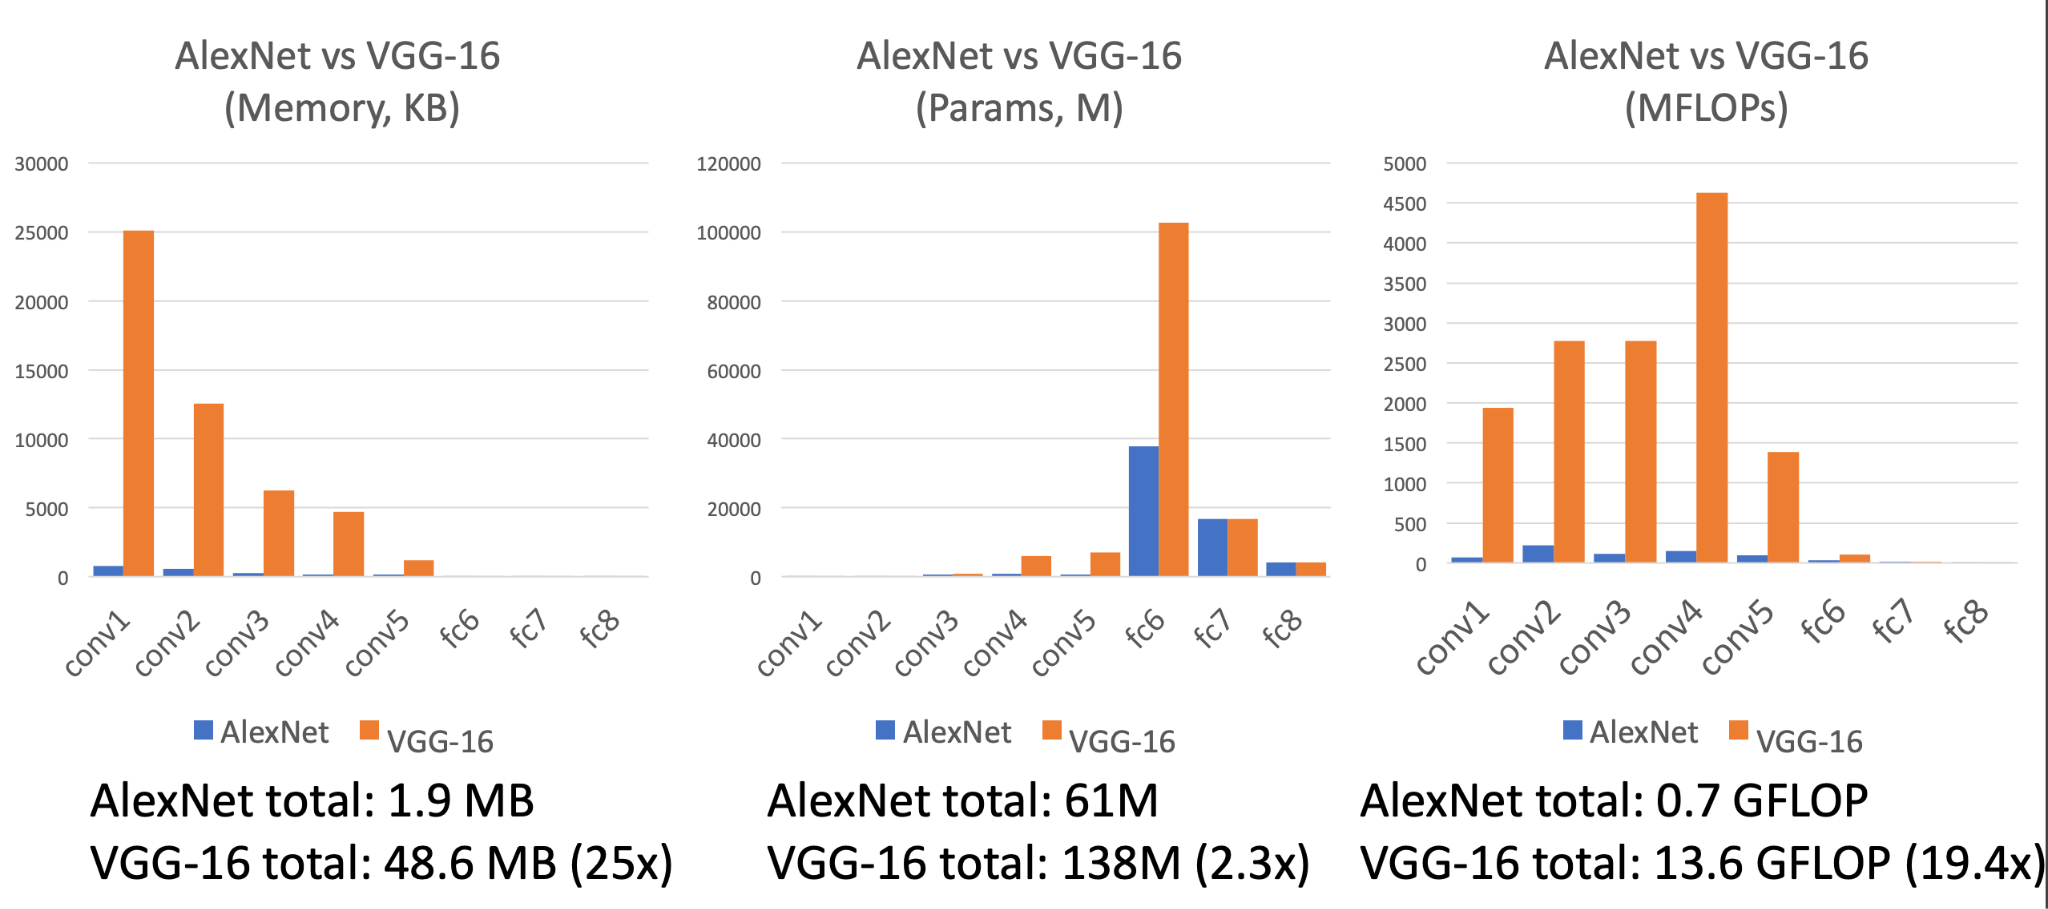 AlexNet vs VGG-16
(Memory, KB)
30000
25000
20000
15000
10000
5000
0
conv1
conv2
conv3
conv4
conv5
fc6
fc7
fc8
AlexNet VGG-16
AlexNet total: 1.9 MB
VGG-16 total: 48.6 MB (25x)
AlexNet vs VGG-16
(Params, M)
120000
100000
80000
60000
40000
20000
0
conv1
conv2
conv3
conv4
conv5
fc6
fc7
fc8
AlexNet VGG-16
AlexNet total: 61M
VGG-16 total: 138M (2.3x)
AlexNet vs VGG-16
(MFLOPs)
5000
4500
4000
3500
3000
2500
2000
1500
1000
500
0
conv1
conv2
conv3
conv4
conv5
fc6
fc7
fc8
AlexNet VGG-16
AlexNet total: 0.7 GFLOP
VGG-16 total: 13.6 GFLOP (19.4x)